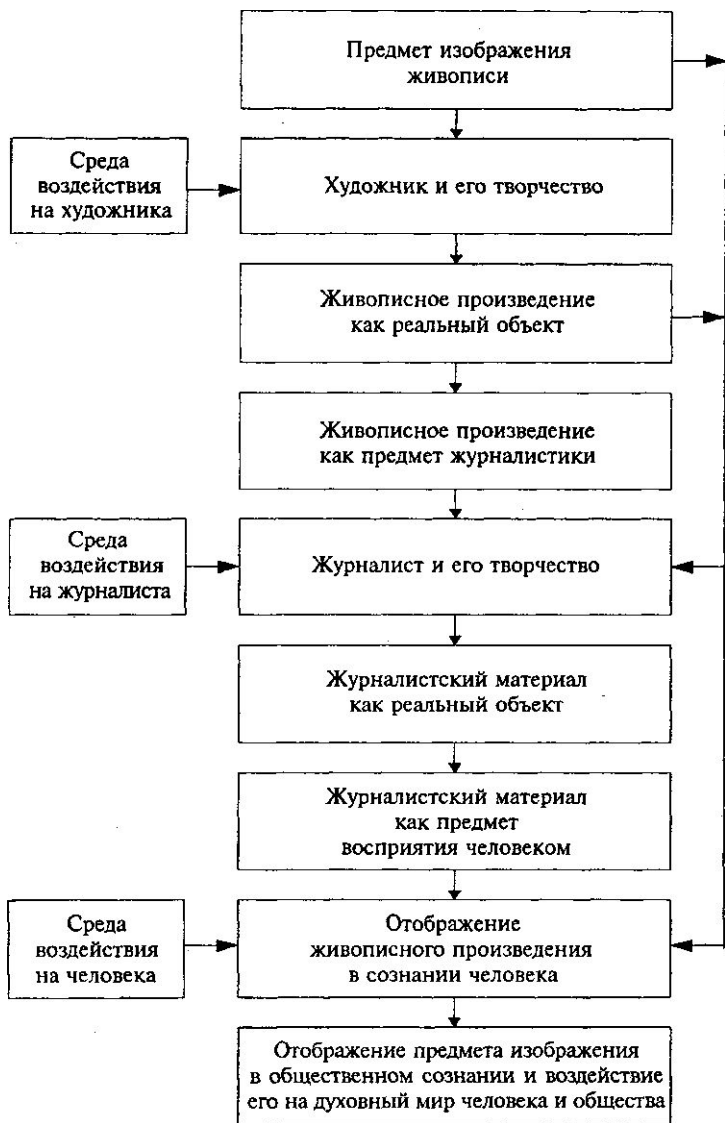 Предмет изображения
живописи
Среда
воздействия
на художника
Художник и его творчество
Живописное произведение
как реальный объект
Живописное произведение
как предмет журналистики
Среда
воздействия
на журналиста
Журналист и его творчество
Журналистский материал
как реальный объект
Журналистский материал
как предмет
восприятия человеком
Среда
воздействия
на человека
Отображение
живописного произведения
в сознании человека
Отображение предмета изображения
в общественном сознании и воздействие
его на духовный мир человека и общества